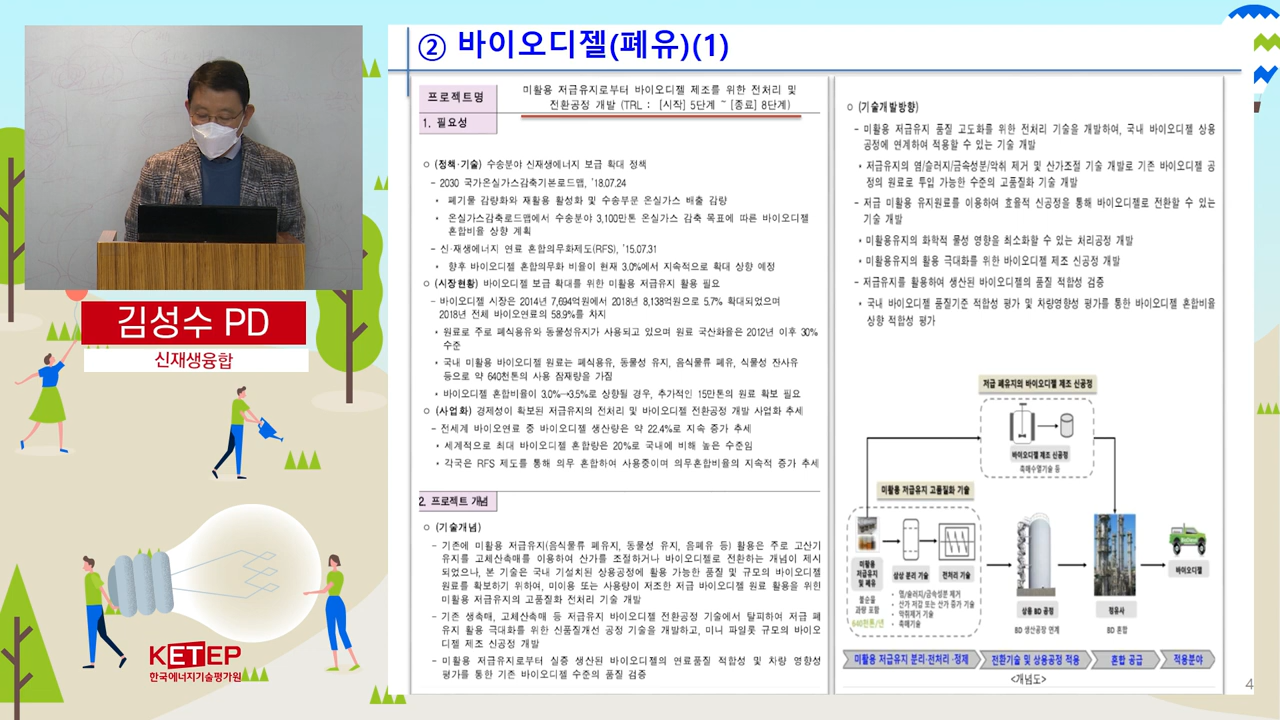 ② 바이오디젤(폐유)(1)
프로젝트명
미활용 저급유지로부터 바이오디젤 제조를 위한 전처리 및
전환공정 개발 (TRL : [시작] 5단계 ~ [종료] 8단계)
1. 필요성
○ (정책·기술) 수송분야 신재생에너지 보급 확대 정책
- 2030 국가온실가스감축기본로드맵, '18.07.24
• 폐기물 감량화와 재활용 활성화 및 수송부문 온실가스 배출 감량
• 온실가스감축로드맵에서 수송분야 3,100만톤 온실가스 감축 목표에 따른 바이오디젤
혼합비율 상향 계획
- 신·재생에너지 연료 혼합의무화제도(RFS), '15.07.31
• 향후 바이오디젤 혼합의무화 비율이 현재 3.0%에서 지속적으로 확대 상향 예정
○ (시장현황) 바이오디젤 보급 확대를 위한 미활용 저급유지 활용 필요
- 바이오디젤 시장은 2014년 7,694억원에서 2018년 8,138억원으로 5.7% 확대되었으며
2018년 전체 바이오연료의 58.9%를 차지
• 원료로 주로 폐식용유와 동물성유지가 사용되고 있으며 원료 국산화율은 2012년 이후 30%
수준
• 국내 미활용 바이오디젤 원료는 폐식용유, 동물성 유지, 음식물류 폐유, 식물성 잔사유
등으로 약 640천톤의 사용 잠재량을 가짐
• 바이오디젤 혼합비율이 3.0%→3.5%로 상향될 경우, 추가적인 15만톤의 원료 확보 필요
○ (사업화) 경제성이 확보된 저급유지의 전처리 및 바이오디젤 전환공정 개발 사업화 추세
- 전세계 바이오연료 중 바이오디젤 생산량은 약 22.4%로 지속 증가 추세
• 세계적으로 최대 바이오디젤 혼합량은 20%로 국내에 비해 높은 수준임
• 각국은 RFS 제도를 통해 의무 혼합하여 사용중이며 의무혼합비율의 지속적 증가 추세
2. 프로젝트 개념
○ (기술개념)
- 기존에 미활용 저급유지(음식물류 폐유지, 동물성 유지, 음폐유 등) 활용은 주로 고산가
유지를 고체산촉매를 이용하여 산가를 조절하거나 바이오디젤로 전환하는 개념이 제시
되었으나, 본 기술은 국내 기설치된 상용공정에 활용 가능한 품질 및 규모의 바이오디젤
원료를 확보하기 위하여, 미이용 또는 사용량이 저조한 저급 바이오디젤 원료 활용을 위한
미활용 저급유지의 고품질화 전처리 기술 개발
- 기존 생촉매, 고체산촉매 등 저급유지 바이오디젤 전환공정 기술에서 탈피하여 저급 폐
유지 활용 극대화를 위한 신품질개선 공정 기술을 개발하고, 미니 파일롯 규모의 바이오
디젤 제조 신공정 개발
- 미활용 저급유지로부터 실증 생산된 바이오디젤의 연료품질 적합성 및 차량 영향성
평가를 통한 기존 바이오디젤 수준의 품질 검증
○ (기술개발방향)
- 미활용 저급유지 품질 고도화를 위한 전처리 기술을 개발하여, 국내 바이오디젤 상용
공정에 연계하여 적용할 수 있는 기술 개발
• 저급유지의 염/슬러지/금속성분/악취 제거 및 산가조절 기술 개발로 기존 바이오디젤 공
정의 원료로 투입 가능한 수준의 고품질화 기술 개발
- 저급 미활용 유지원료를 이용하여 효율적 신공정을 통해 바이오디젤로 전환할 수 있는
기술 개발
• 미활용유지의 화학적 물성 영향을 최소화할 수 있는 처리공정 개발
• 미활용유지의 활용 극대화를 위한 바이오디젤 제조 신공정 개발
- 저급유지를 활용하여 생산된 바이오디젤의 품질 적합성 검증
• 국내 바이오디젤 품질기준 적합성 평가 및 차량영향성 평가를 통한 바이오디젤 혼합비율
상향 적합성 평가
저급 폐유지의 바이오디젤 제조 신공정
바이오디젤 제조 신공정
촉매수열기술 등
미활용 저급유지 고품질화 기술
미활용
저급유지
및 폐유
불순물
과량 포함
640천톤/년
삼상 분리 기술
전처리 기술
• 염/슬러지/금속성분 제거
• 산가 저감 또는 산가 증가 기술
• 악취제거 기술
• 촉매기술
상용 BD 공정
BD 생산공장 연계
정유사
BD 혼합
바이오디젤
미활용 저급유지 분리·전처리·정제
전환기술 및 상용공정 적용
혼합 공급
적용분야
<개념도>
4
김성수 PD
신재생융합
KETEP
한국에너지기술평가원